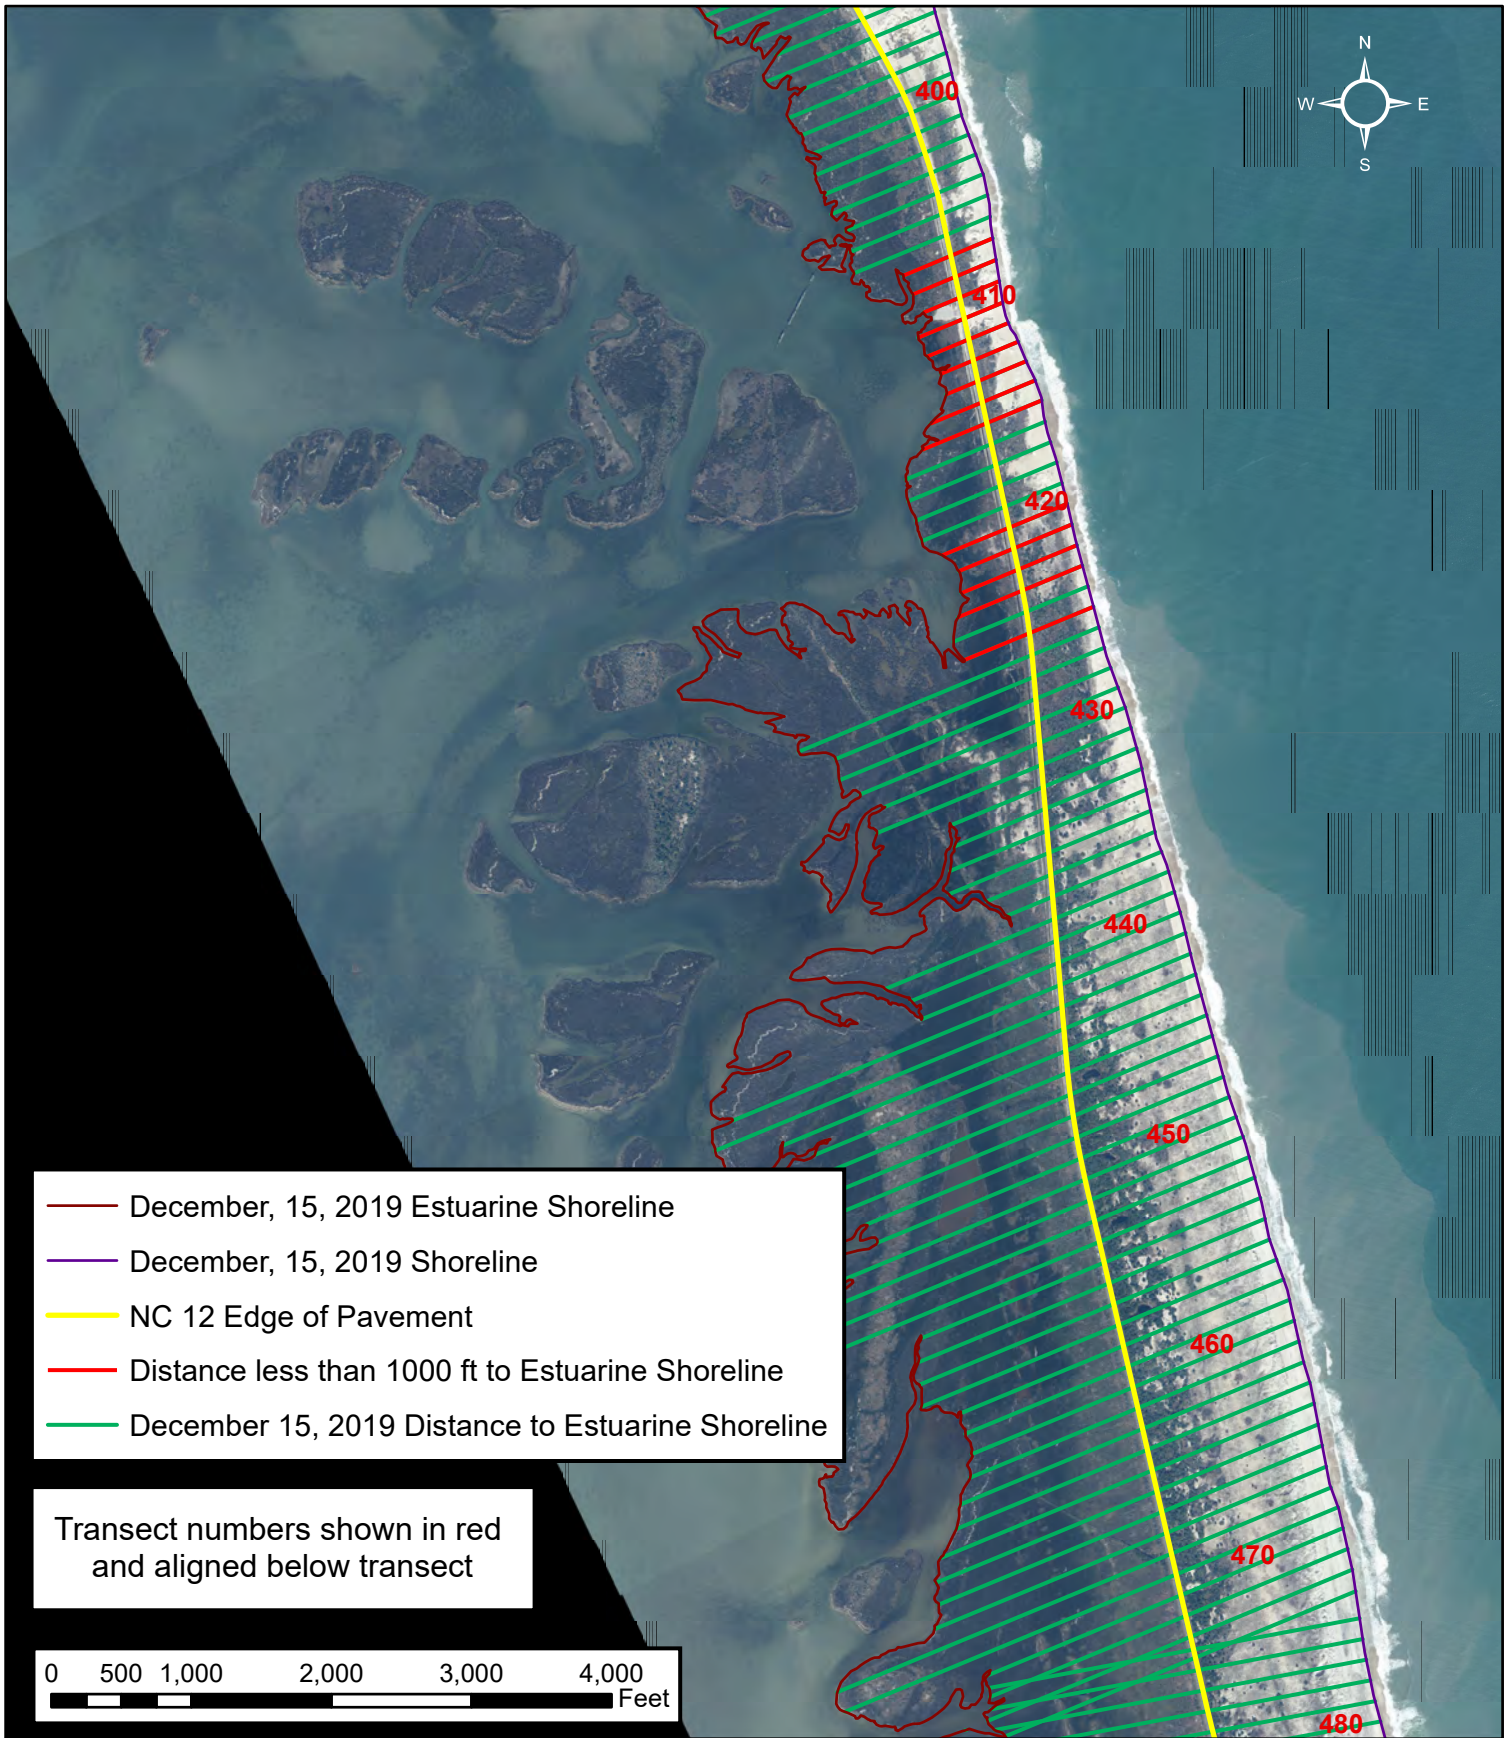 N
W E
S
400
410
420
430
440
450
460
470
480
December, 15, 2019 Estuarine Shoreline
December, 15, 2019 Shoreline
NC 12 Edge of Pavement
Distance less than 1000 ft to Estuarine Shoreline
December 15, 2019 Distance to Estuarine Shoreline
Transect numbers shown in red
and aligned below transect
0 500 1,000 2,000 3,000 4,000
Feet